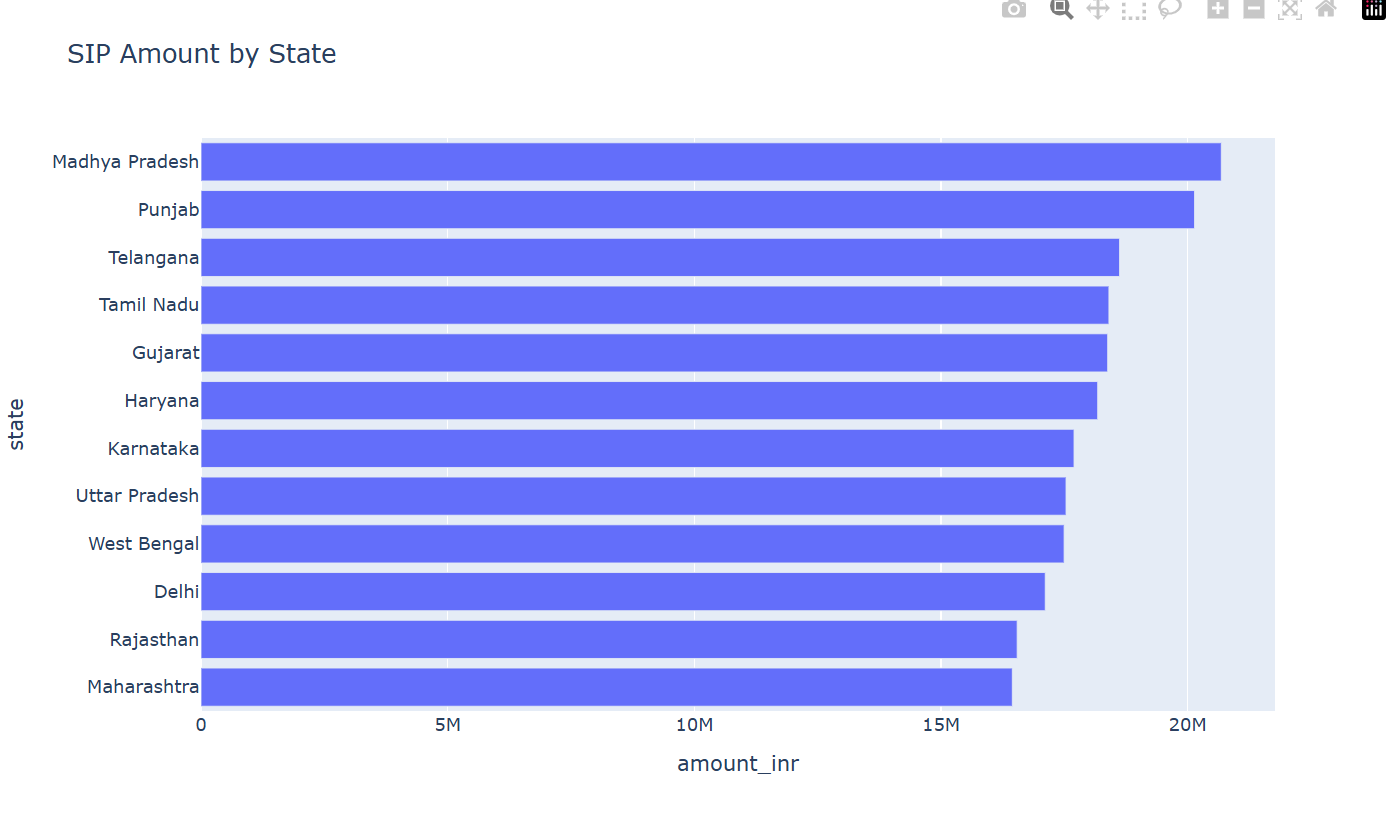 SIP Amount by State
Madhya Pradesh
Punjab
Telangana
Tamil Nadu
Gujarat
Haryana
Karnataka
Uttar Pradesh
West Bengal
Delhi
Rajasthan
Maharashtra
state
0 5M 10M 15M 20M
amount_inr